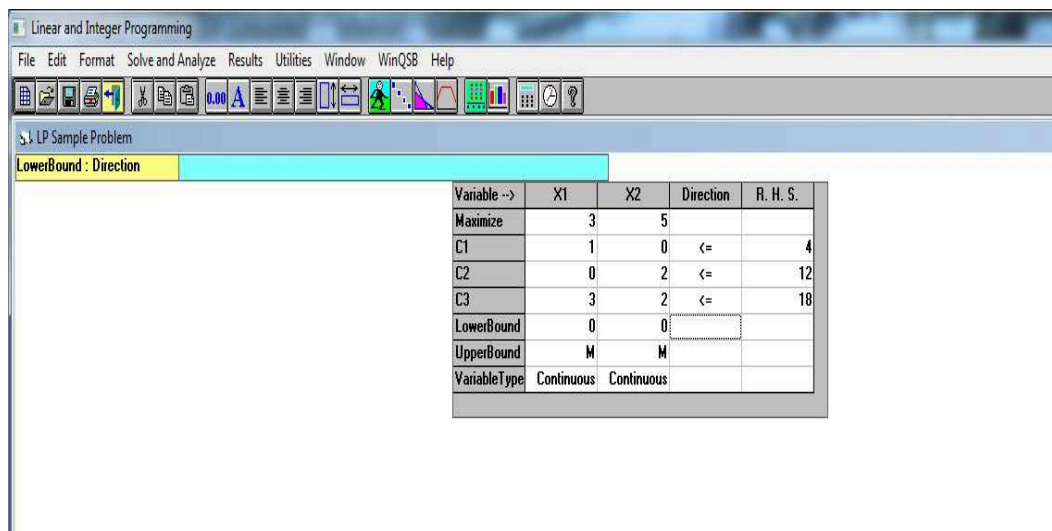 Linear and Integer Programming
File Edit Format Solve and Analyze Results Utilities Window WinQSB Help
0.00 A ?
LP Sample Problem
LowerBound : Direction
Variable --> X1 X2 Direction R. H. S.
Maximize 3 5
C1 1 0 <= 4
C2 0 2 <= 12
C3 3 2 <= 18
LowerBound 0 0
UpperBound M M
VariableType Continuous Continuous